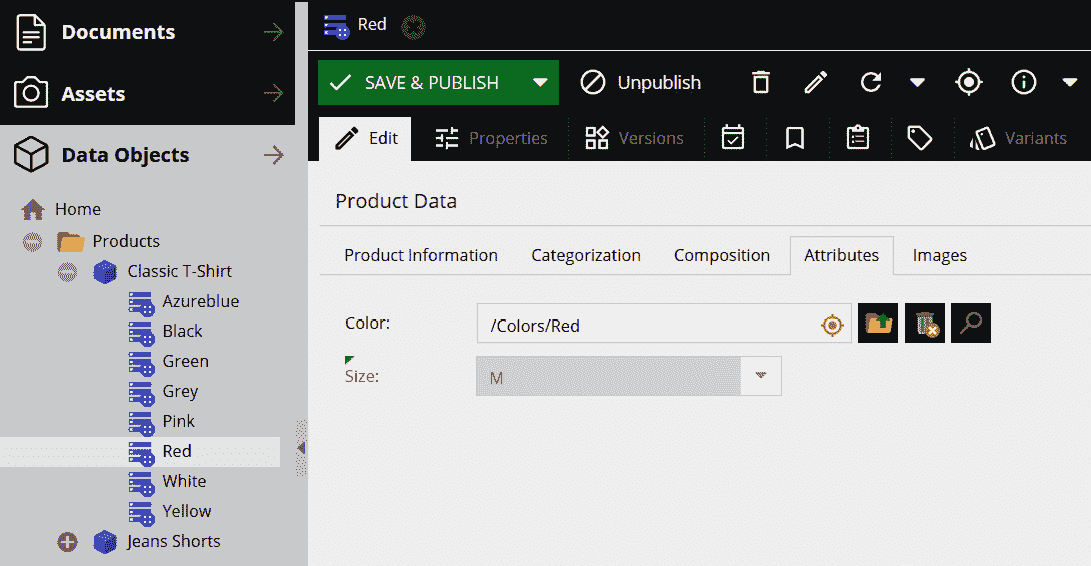 Documents
Assets
Data Objects
Home
Products
Classic T-Shirt
Azureblue
Black
Green
Grey
Pink
Red
White
Yellow
Jeans Shorts
Red
SAVE & PUBLISH Unpublish
Edit Properties Versions Variants
Product Data
Product Information Categorization Composition Attributes Images
Color: /Colors/Red
Size: M